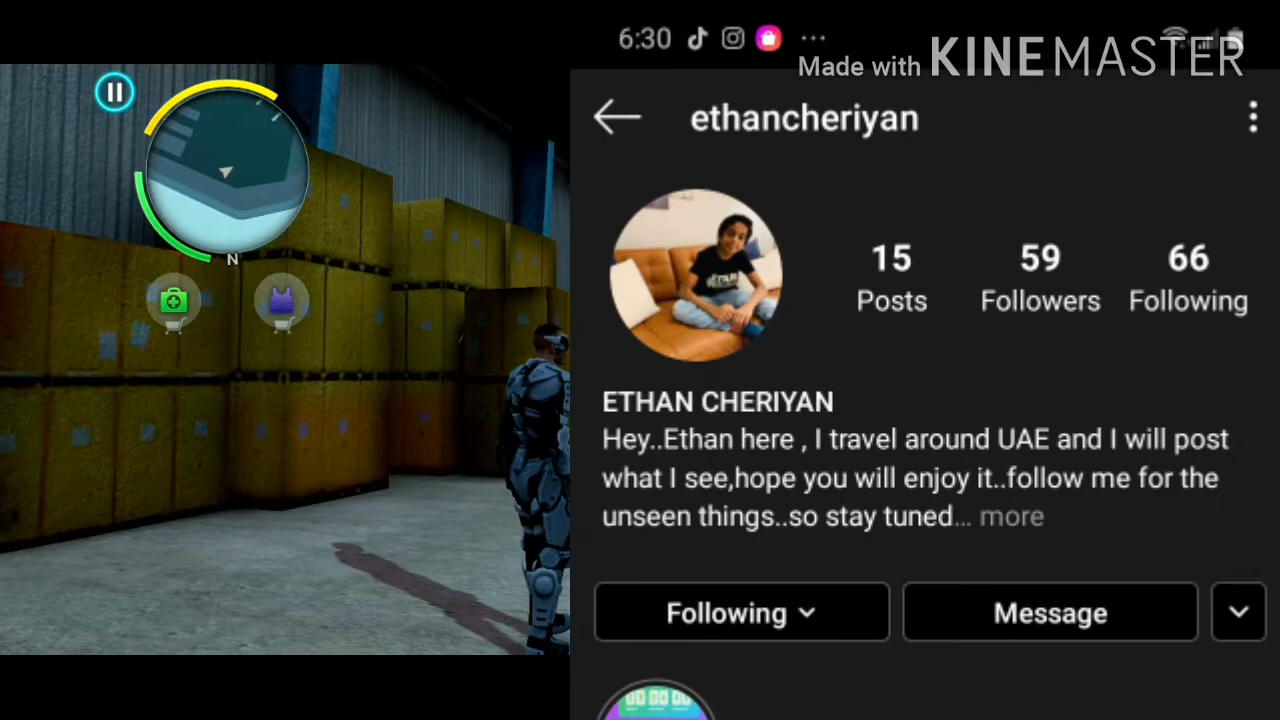 6:30
Made with KINEMASTER
ethancheriyan
N
15
Posts
59
Followers
66
Following
ETHAN CHERIYAN
Hey..Ethan here , I travel around UAE and I will post
what I see,hope you will enjoy it..follow me for the
unseen things..so stay tuned... more
Following
Message